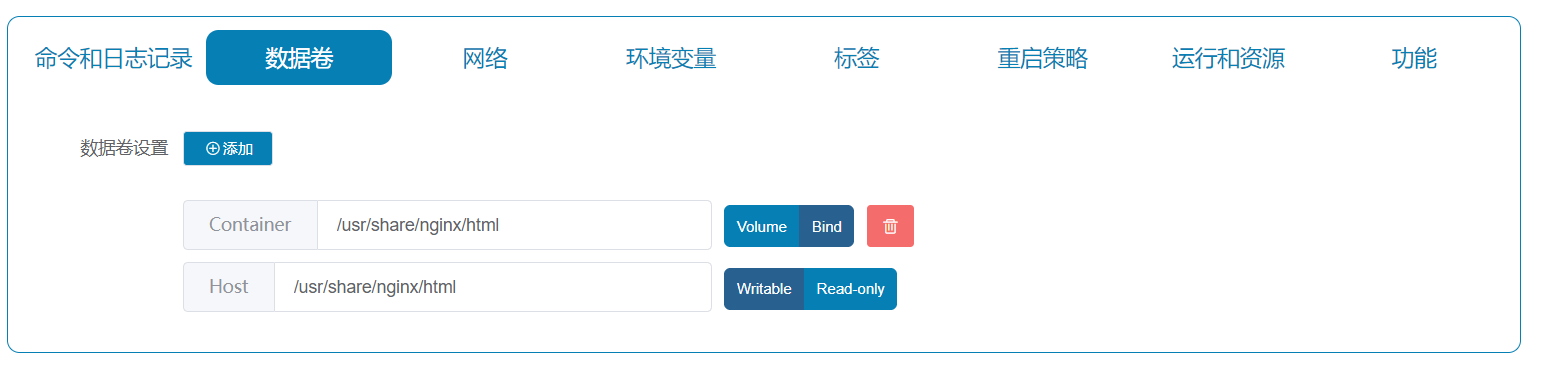 命令和日志记录 数据卷 网络 环境变量 标签 重启策略 运行和资源 功能
数据卷设置 添加
Container /usr/share/nginx/html Volume Bind
Host /usr/share/nginx/html Writable Read-only